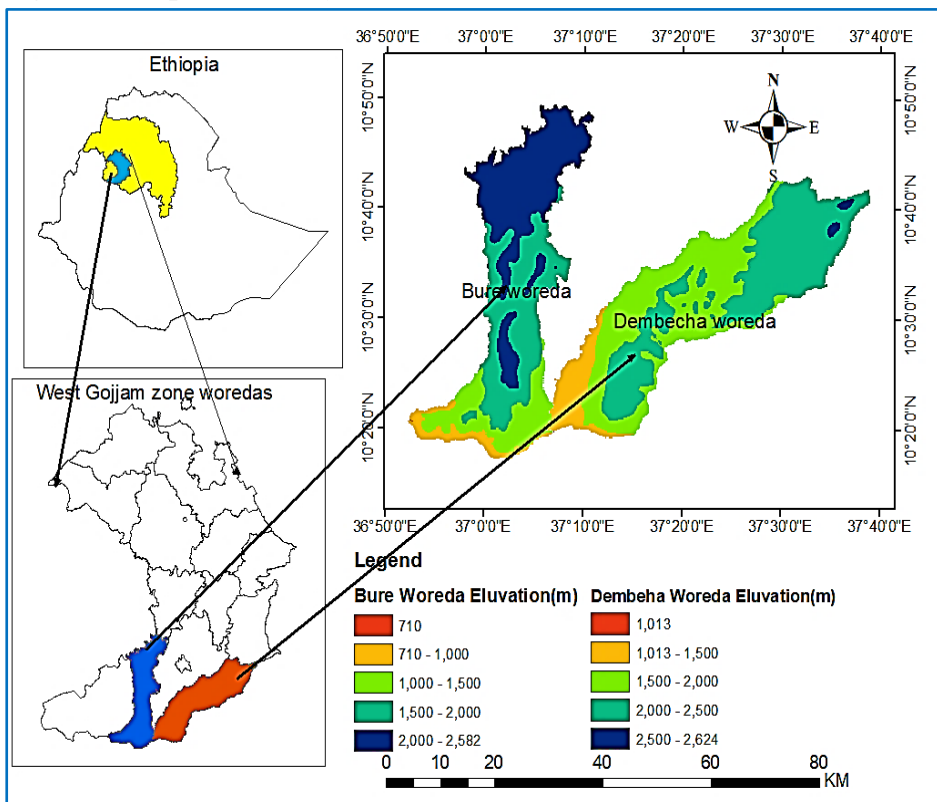 Ethiopia
West Gojjam zone woredas
36°50'0"E 37°0'0"E 37°10'0"E 37°20'0"E 37°30'0"E 37°40'0"E
10°50'0"N 10°50'0"N
10°40'0"N 10°40'0"N
10°30'0"N 10°30'0"N
10°20'0"N 10°20'0"N
N
W E
S
Bure woreda
Dembecha woreda
36°50'0"E 37°0'0"E 37°10'0"E 37°20'0"E 37°30'0"E 37°40'0"E
Legend
Bure Woreda Eluvation(m)
710
710 - 1,000
1,000 - 1,500
1,500 - 2,000
2,000 - 2,582
Dembeha Woreda Eluvation(m)
1,013
1,013 - 1,500
1,500 - 2,000
2,000 - 2,500
2,500 - 2,624
0 10 20 40 60 80
KM